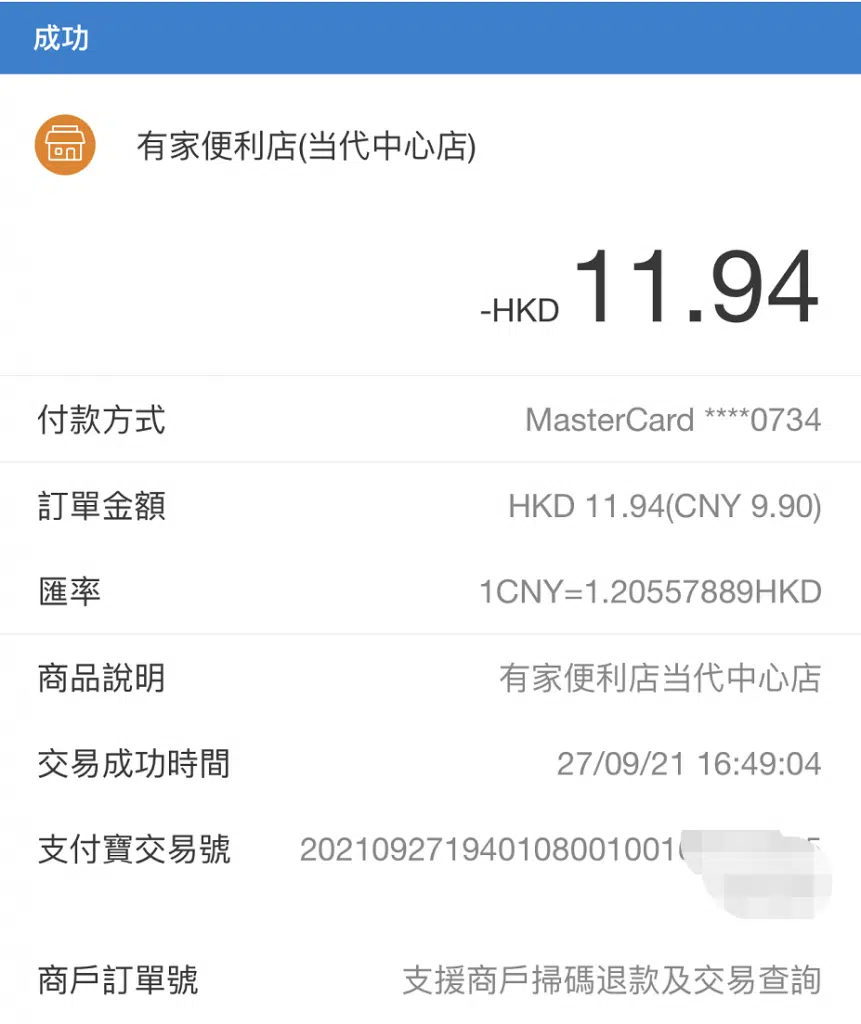 成功
有家便利店(当代中心店)
-HKD 11.94
付款方式 MasterCard ****0734
訂單金額 HKD 11.94(CNY 9.90)
匯率 1CNY=1.20557889HKD
商品說明 有家便利店当代中心店
交易成功時間 27/09/21 16:49:04
支付寶交易號 2021092719401080010010
商戶訂單號 支援商戶掃碼退款及交易查詢